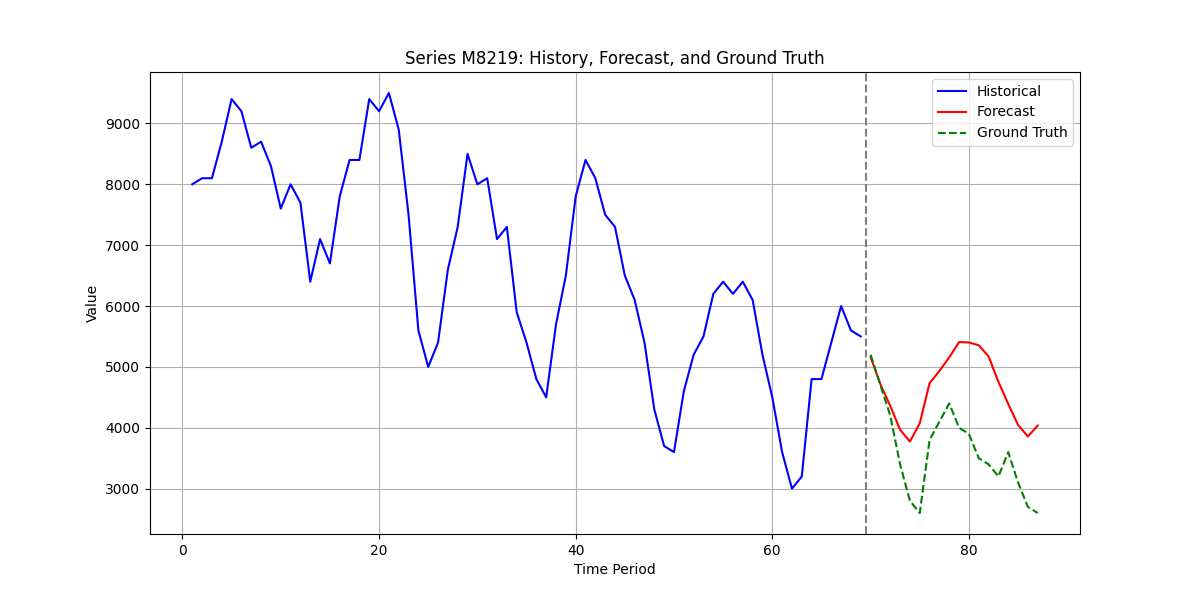 Series M8219: History, Forecast, and Ground Truth
Historical
Forecast
Ground Truth
Value
9000
8000
7000
6000
5000
4000
3000
0
20
40
60
80
Time Period